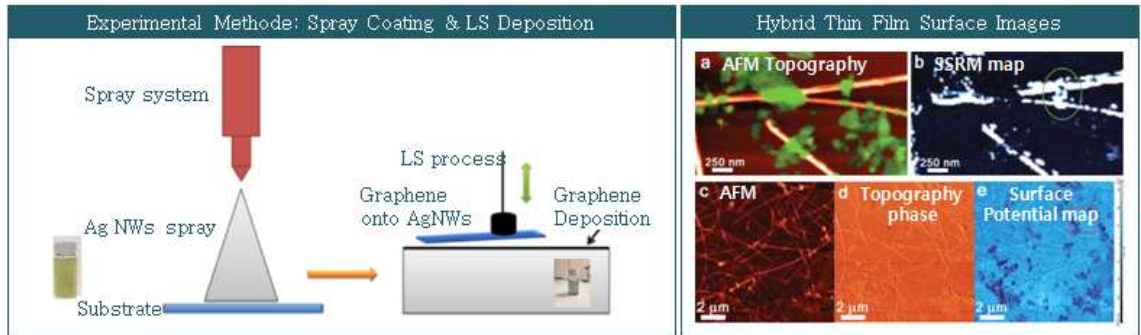 Experimental Methode: Spray Coating & LS Deposition
Spray system
Ag NWs spray
Substrate
LS process
Graphene
onto AgNWs
Graphene
Deposition
Hybrid Thin Film Surface Images
a AFM Topography
250 nm
b SSRM map
250 nm
c AFM
2 μm
d Topography
phase
2 μm
e Surface
Potential map
2 μm